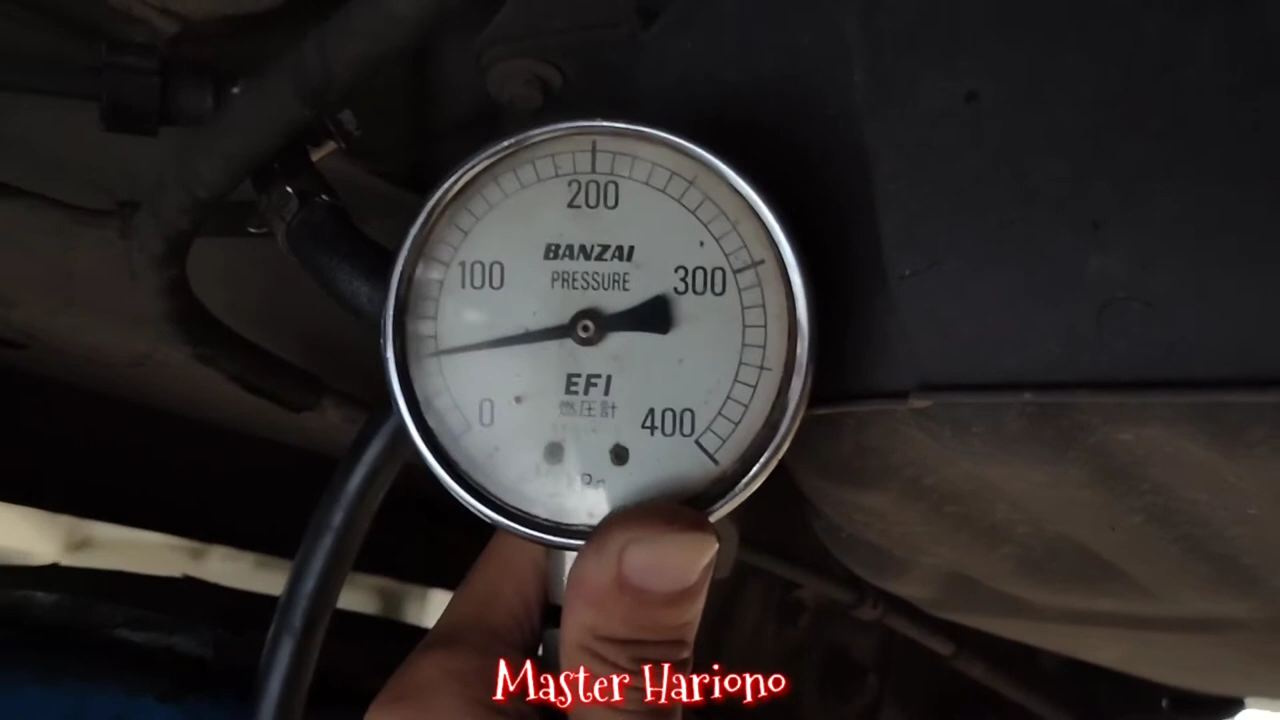 200
BANZAI
100 PRESSURE 300
EFI
0 燃圧計 400
Master Hariono